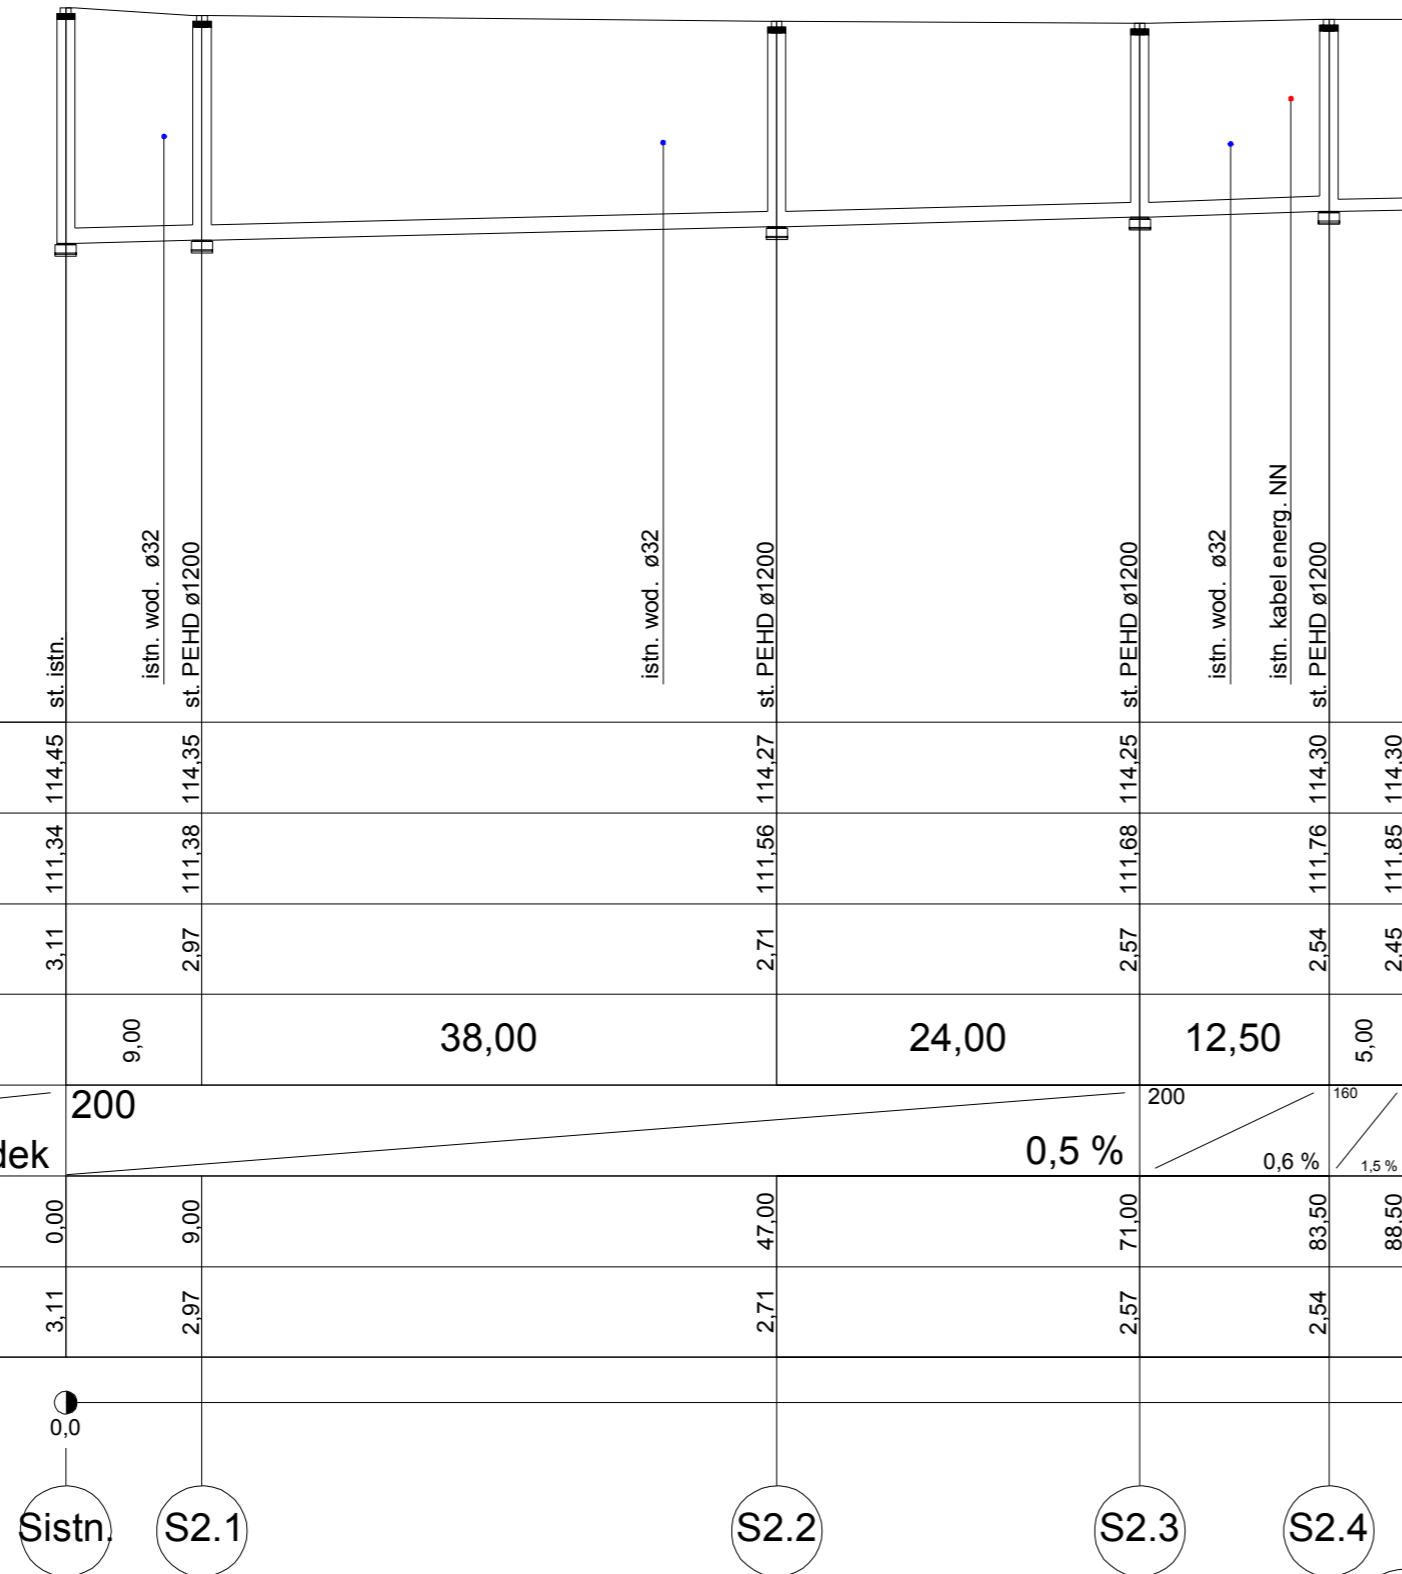 st. istn.
istn. wod. ø32
st. PEHD ø1200
istn. wod. ø32
st. PEHD ø1200
st. PEHD ø1200
istn. wod. ø32
istn. kabel energ. NN
st. PEHD ø1200
114,45 114,35 114,27 114,25 114,30 114,30
111,34 111,38 111,56 111,68 111,76 111,85
3,11 2,97 2,71 2,57 2,54 2,45
9,00 38,00 24,00 12,50 5,00
200 200 160
dek 0,5 % 0,6 % 1,5 %
0,00 9,00 47,00 71,00 83,50 88,50
3,11 2,97 2,71 2,57 2,54
0,0
Sistn. S2.1 S2.2 S2.3 S2.4